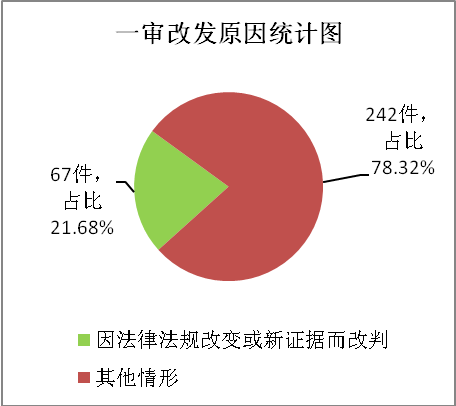 一审改发原因统计图
242件，
占比
78.32%
67件，
占比
21.68%
因法律法规改变或新证据而改判
其他情形